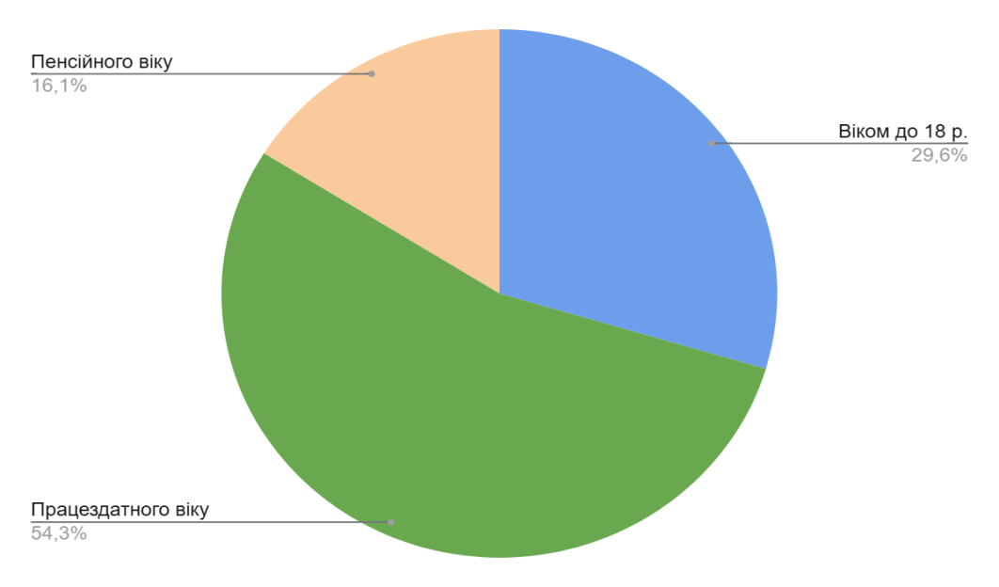 Пенсійного віку
16,1%
Віком до 18 р.
29,6%
Працездатного віку
54,3%